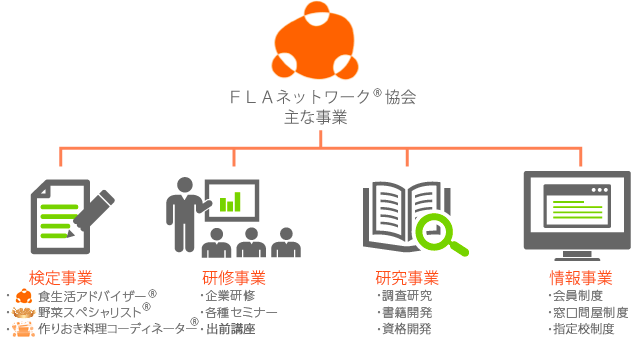 FLAネットワーク®協会
主な事業
検定事業
・食生活アドバイザー®
・野菜スペシャリスト®
・作りおき料理コーディネーター®
研修事業
・企業研修
・各種セミナー
・出前講座
研究事業
・調査研究
・書籍開発
・資格開発
情報事業
・会員制度
・窓口問屋制度
・指定校制度